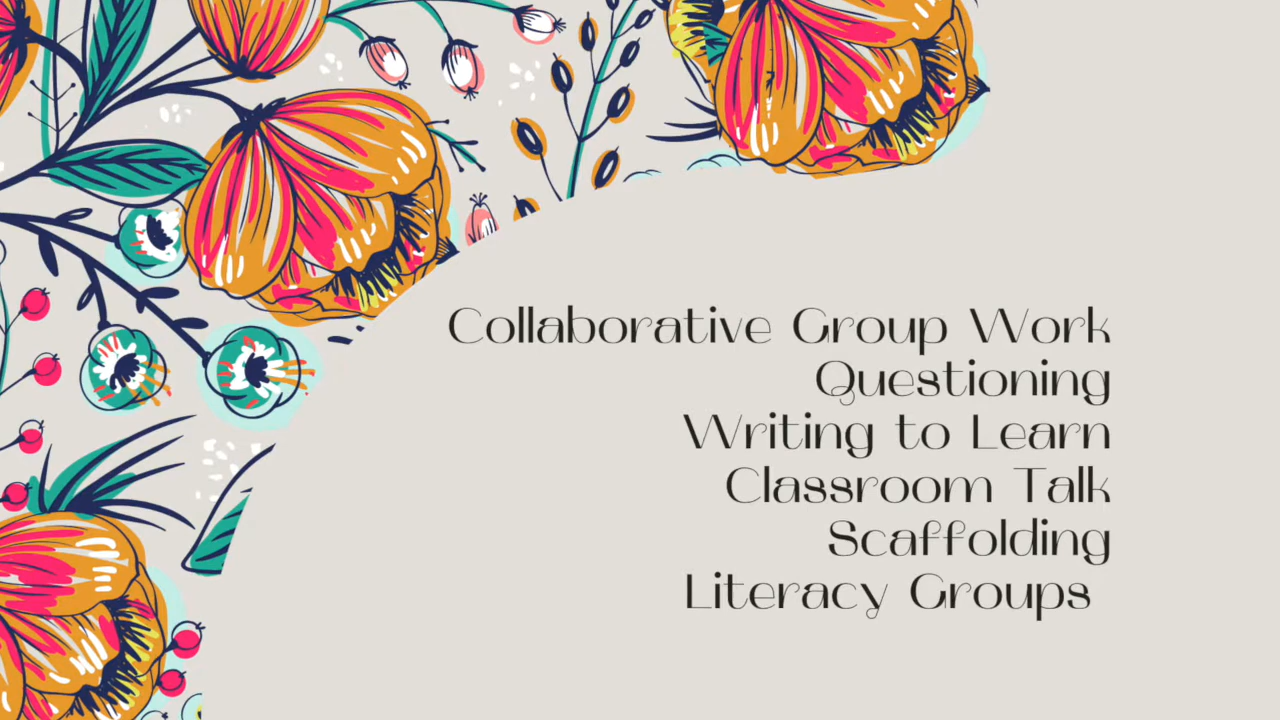 Collaborative Group Work
Questioning
Writing to Learn
Classroom Talk
Scaffolding
Literacy Groups